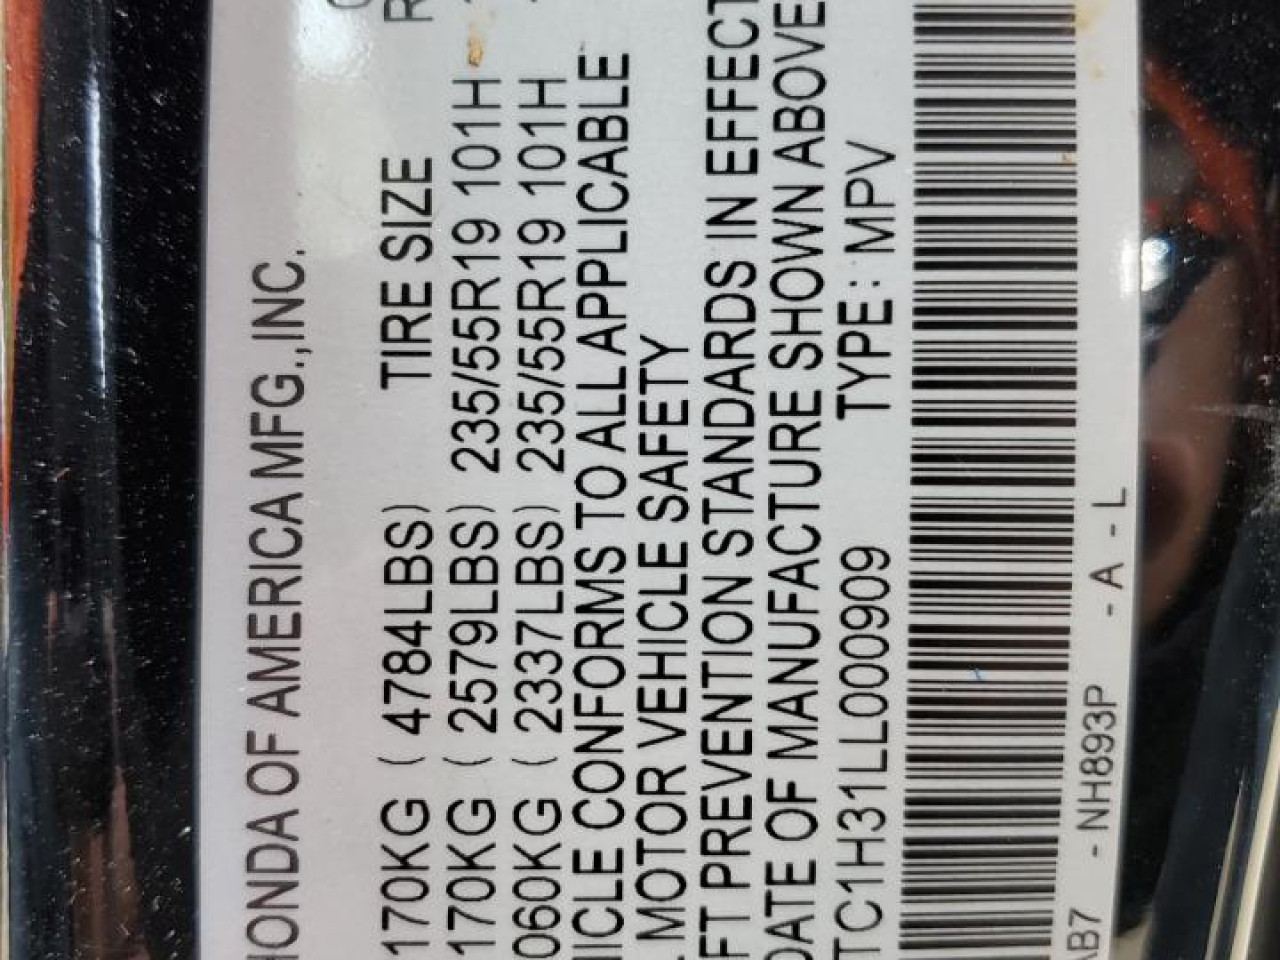 HONDA OF AMERICA MFG.,INC.
170KG ( 4784LBS) TIRE SIZE R
170KG ( 2579LBS) 235/55R19 101H
060KG ( 2337LBS) 235/55R19 101H
ICLE CONFORMS TO ALL APPLICABLE
MOTOR VEHICLE SAFETY
FT PREVENTION STANDARDS IN EFFECT
DATE OF MANUFACTURE SHOWN ABOVE
TC1H31LL000909 TYPE: MPV
AB7 - NH893P - A - L